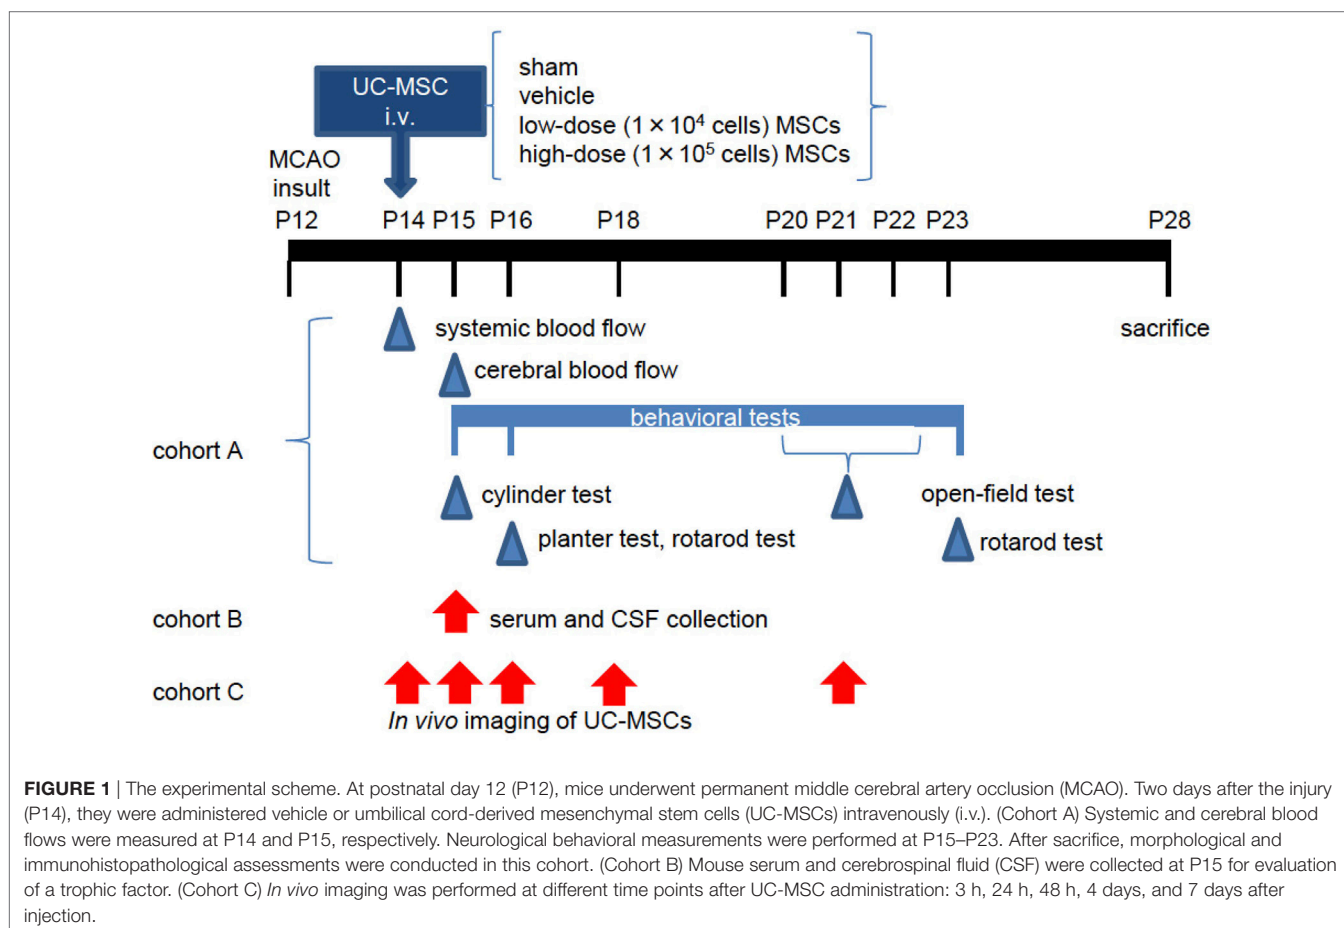 UC-MSC
i.v.
sham
vehicle
low-dose (1 × 10⁴ cells) MSCs
high-dose (1 × 10⁵ cells) MSCs
MCAO
insult
P12 P14 P15 P16 P18 P20 P21 P22 P23 P28
systemic blood flow
sacrifice
cerebral blood flow
behavioral tests
cohort A
cylinder test
open-field test
planter test, rotarod test
rotarod test
cohort B
serum and CSF collection
cohort C
In vivo imaging of UC-MSCs
FIGURE 1 | The experimental scheme. At postnatal day 12 (P12), mice underwent permanent middle cerebral artery occlusion (MCAO). Two days after the injury
(P14), they were administered vehicle or umbilical cord-derived mesenchymal stem cells (UC-MSCs) intravenously (i.v.). (Cohort A) Systemic and cerebral blood
flows were measured at P14 and P15, respectively. Neurological behavioral measurements were performed at P15–P23. After sacrifice, morphological and
immunohistopathological assessments were conducted in this cohort. (Cohort B) Mouse serum and cerebrospinal fluid (CSF) were collected at P15 for evaluation
of a trophic factor. (Cohort C) In vivo imaging was performed at different time points after UC-MSC administration: 3 h, 24 h, 48 h, 4 days, and 7 days after
injection.